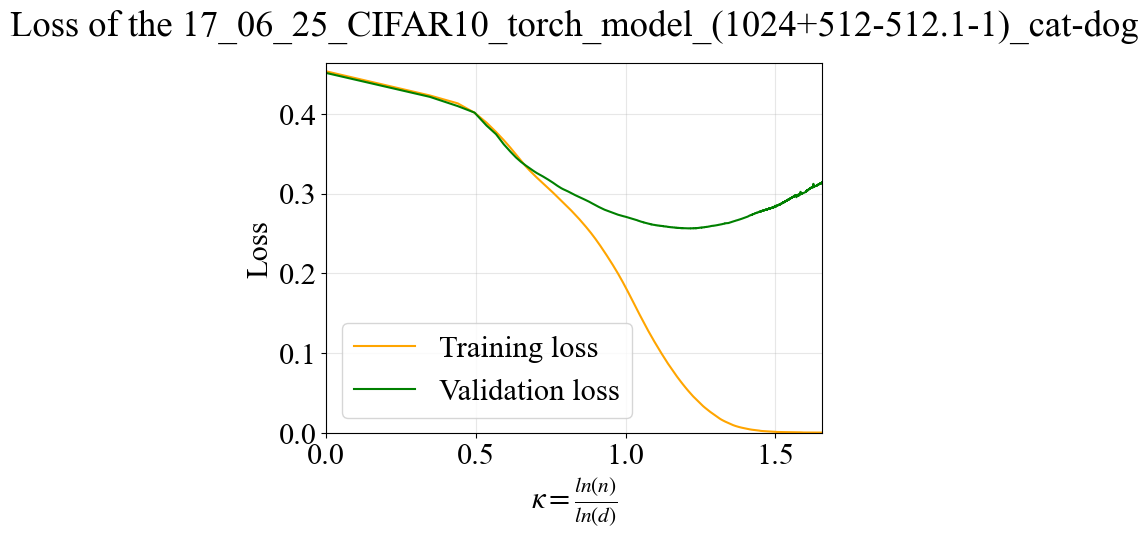 Loss of the 17_06_25_CIFAR10_torch_model_(1024+512-512.1-1)_cat-dog
0.4
0.3
0.2
0.1
0.0
Loss
Training loss
Validation loss
0.0 0.5 1.0 1.5
κ = ln(n)/ln(d)